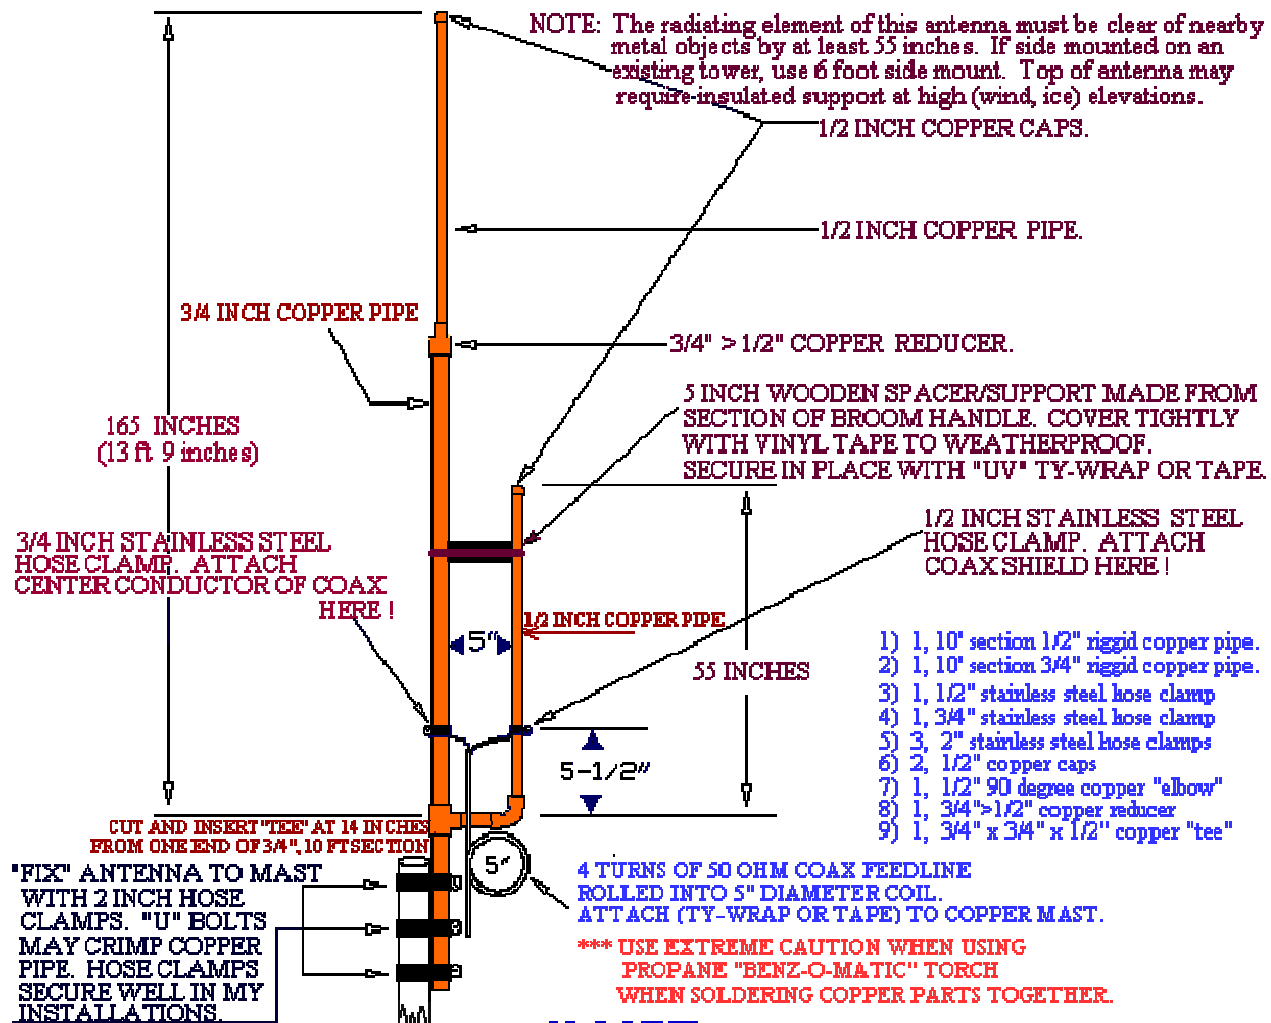 NOTE: The radiating element of this antenna must be clear of nearby
metal objects by at least 55 inches. If side mounted on an
existing tower, use 6 foot side mount. Top of antenna may
require insulated support at high (wind, ice) elevations.
1/2 INCH COPPER CAPS.
1/2 INCH COPPER PIPE.
3/4 INCH COPPER PIPE
3/4" > 1/2" COPPER REDUCER.
5 INCH WOODEN SPACER/SUPPORT MADE FROM
SECTION OF BROOM HANDLE. COVER TIGHTLY
WITH VINYL TAPE TO WEATHERPROOF.
SECURE IN PLACE WITH "UV" TY-WRAP OR TAPE.
165 INCHES
(13 ft 9 inches)
1/2 INCH STAINLESS STEEL
HOSE CLAMP. ATTACH
COAX SHIELD HERE !
3/4 INCH STAINLESS STEEL
HOSE CLAMP. ATTACH
CENTER CONDUCTOR OF COAX
HERE !
1/2 INCH COPPER PIPE
5"
55 INCHES
1) 1, 10" section 1/2" riggid copper pipe.
2) 1, 10" section 3/4" riggid copper pipe.
3) 1, 1/2" stainless steel hose clamp
4) 1, 3/4" stainless steel hose clamp
5) 3, 2" stainless steel hose clamps
6) 2, 1/2" copper caps
7) 1, 1/2" 90 degree copper "elbow"
8) 1, 3/4">1/2" copper reducer
9) 1, 3/4" x 3/4" x 1/2" copper "tee"
5-1/2"
CUT AND INSERT "TEE" AT 14 INCHES
FROM ONE END OF 3/4", 10 FT SECTION
5"
"FIX" ANTENNA TO MAST
WITH 2 INCH HOSE
CLAMPS. "U" BOLTS
MAY CRIMP COPPER
PIPE. HOSE CLAMPS
SECURE WELL IN MY
INSTALLATIONS.
4 TURNS OF 50 OHM COAX FEEDLINE
ROLLED INTO 5" DIAMETER COIL.
ATTACH (TY-WRAP OR TAPE) TO COPPER MAST.
*** USE EXTREME CAUTION WHEN USING
PROPANE "BENZ-O-MATIC" TORCH
WHEN SOLDERING COPPER PARTS TOGETHER.